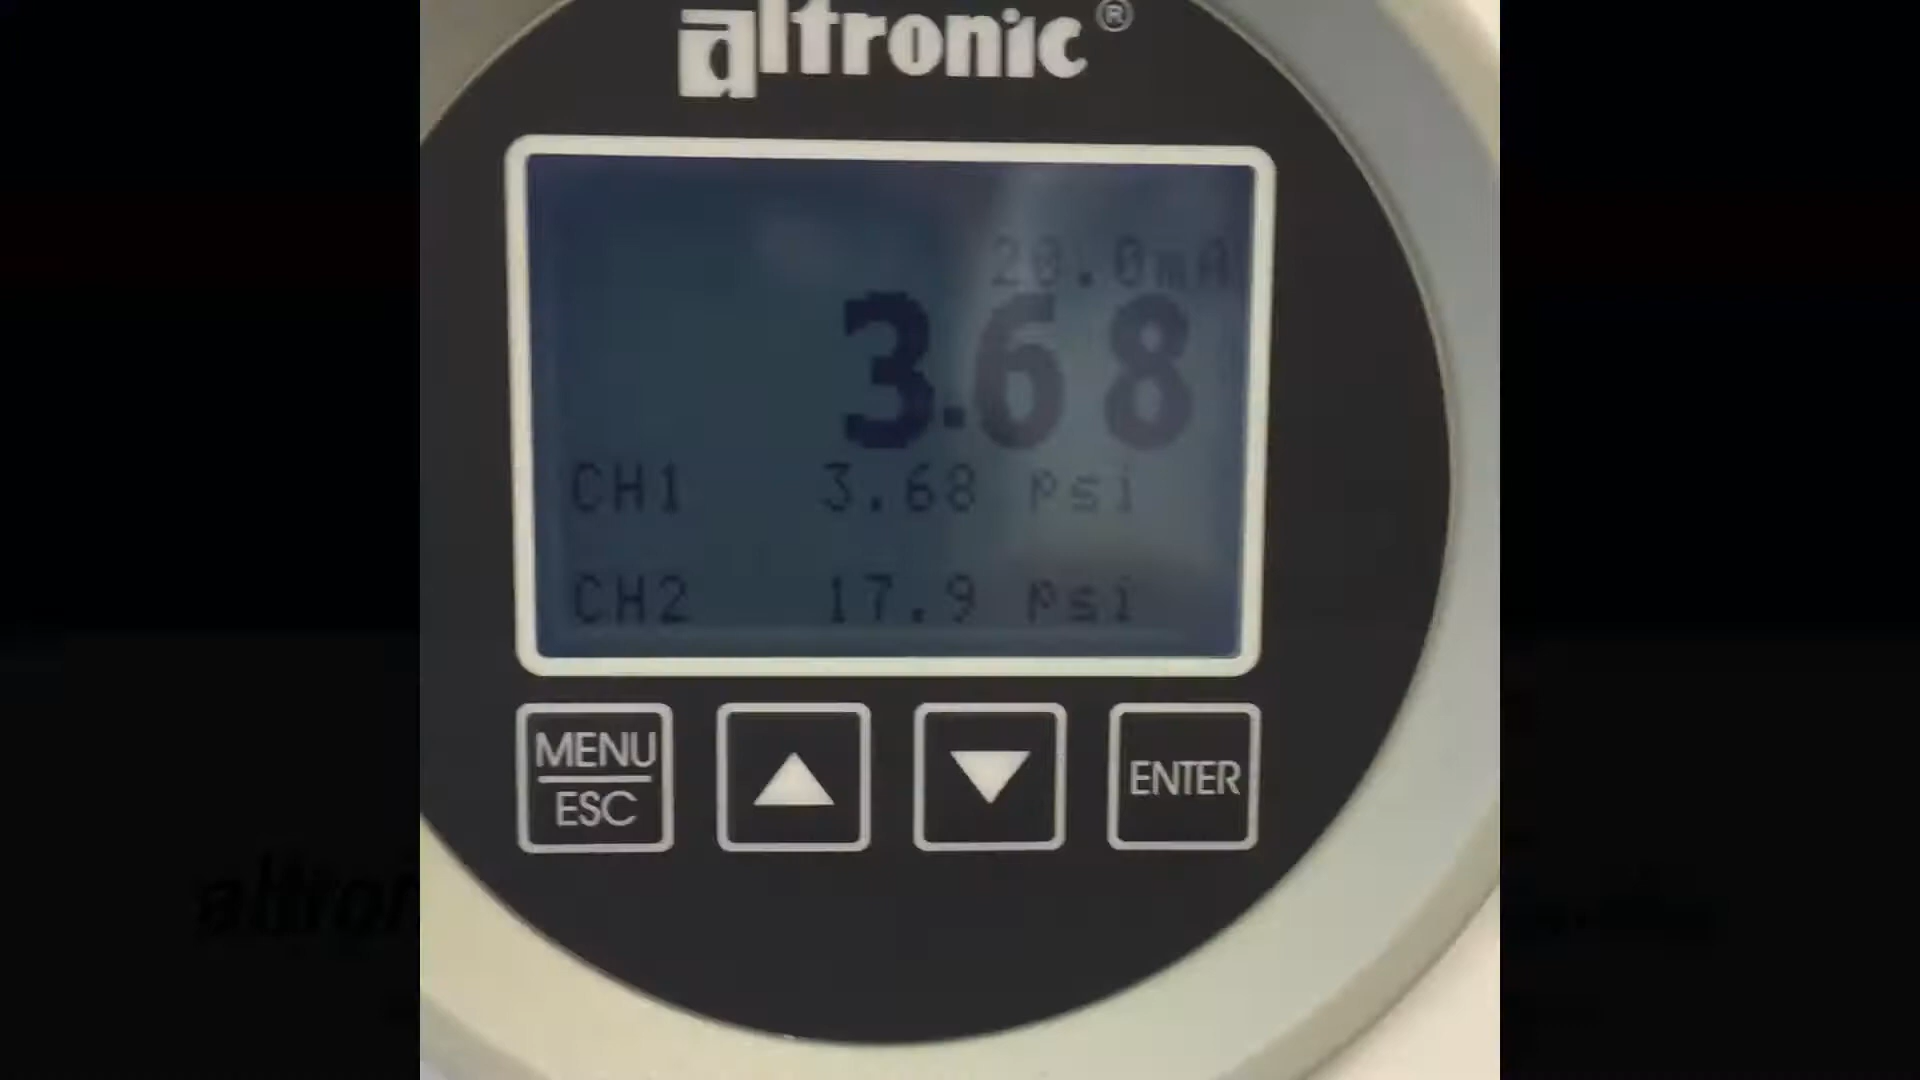 altronic®
20.0mA
3.68
CH1 3.68 psi
CH2 17.9 psi
MENU
ESC
ENTER